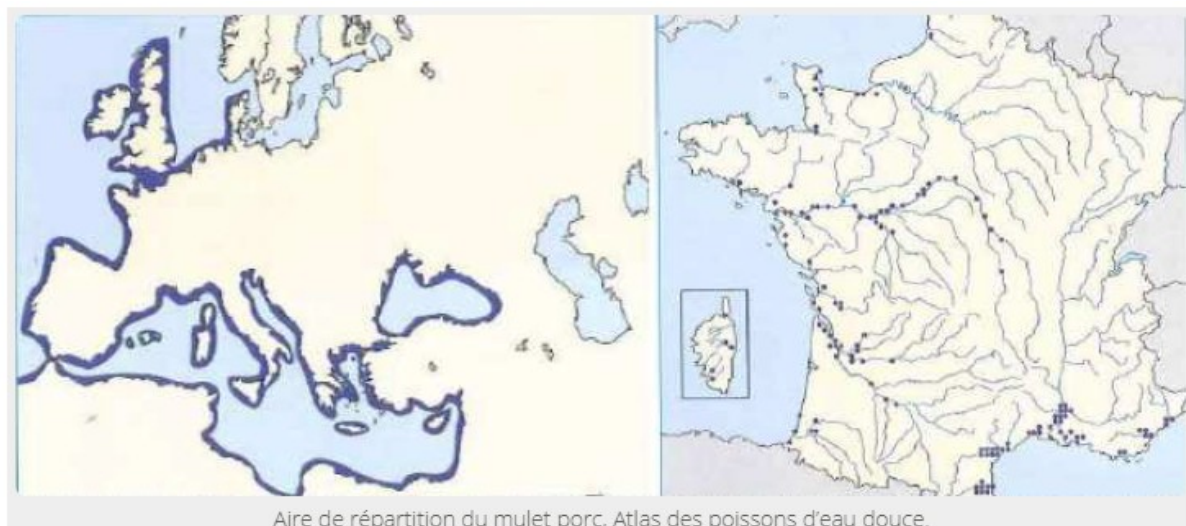 Aire de répartition du mulet porc. Atlas des poissons d'eau douce.